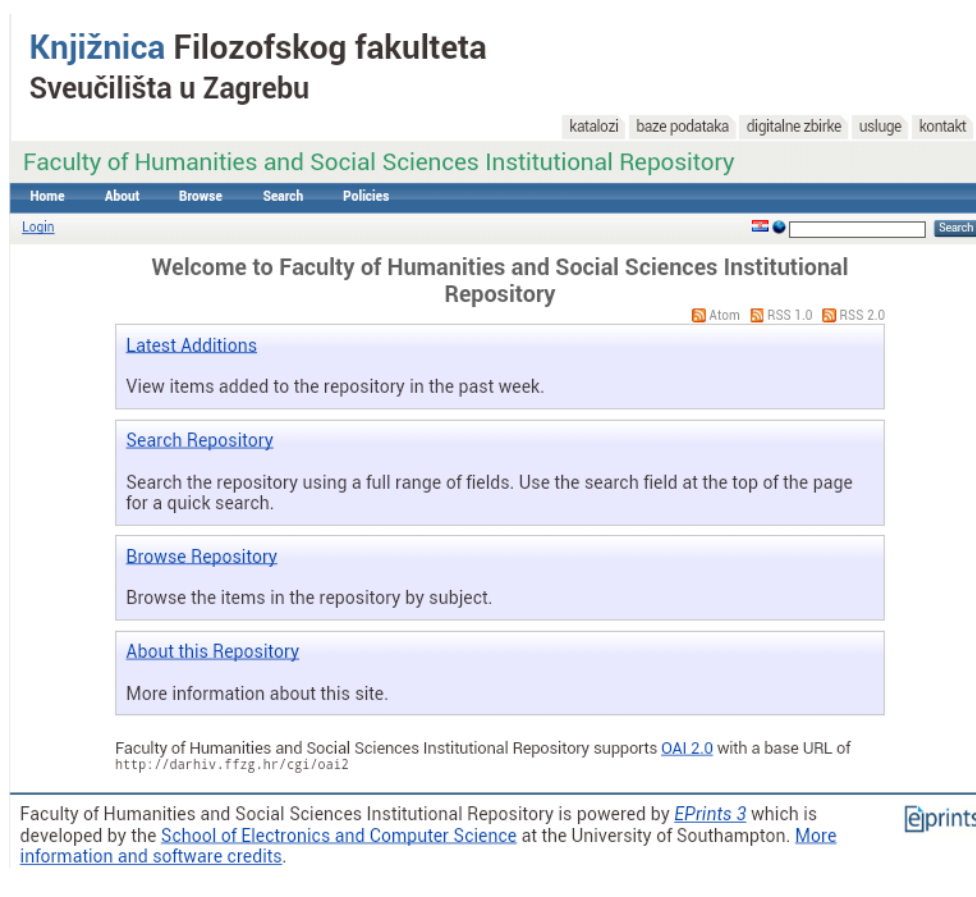 Knjižnica Filozofskog fakulteta
Sveučilišta u Zagrebu
katalozi baze podataka digitalne zbirke usluge kontakt
Faculty of Humanities and Social Sciences Institutional Repository
Home About Browse Search Policies
Login Search
Welcome to Faculty of Humanities and Social Sciences Institutional
Repository
Atom RSS 1.0 RSS 2.0
Latest Additions
View items added to the repository in the past week.
Search Repository
Search the repository using a full range of fields. Use the search field at the top of the page
for a quick search.
Browse Repository
Browse the items in the repository by subject.
About this Repository
More information about this site.
Faculty of Humanities and Social Sciences Institutional Repository supports OAI 2.0 with a base URL of
http://darhiv.ffzg.hr/cgi/oai2
Faculty of Humanities and Social Sciences Institutional Repository is powered by EPrints 3 which is
developed by the School of Electronics and Computer Science at the University of Southampton. More
information and software credits.
eprints